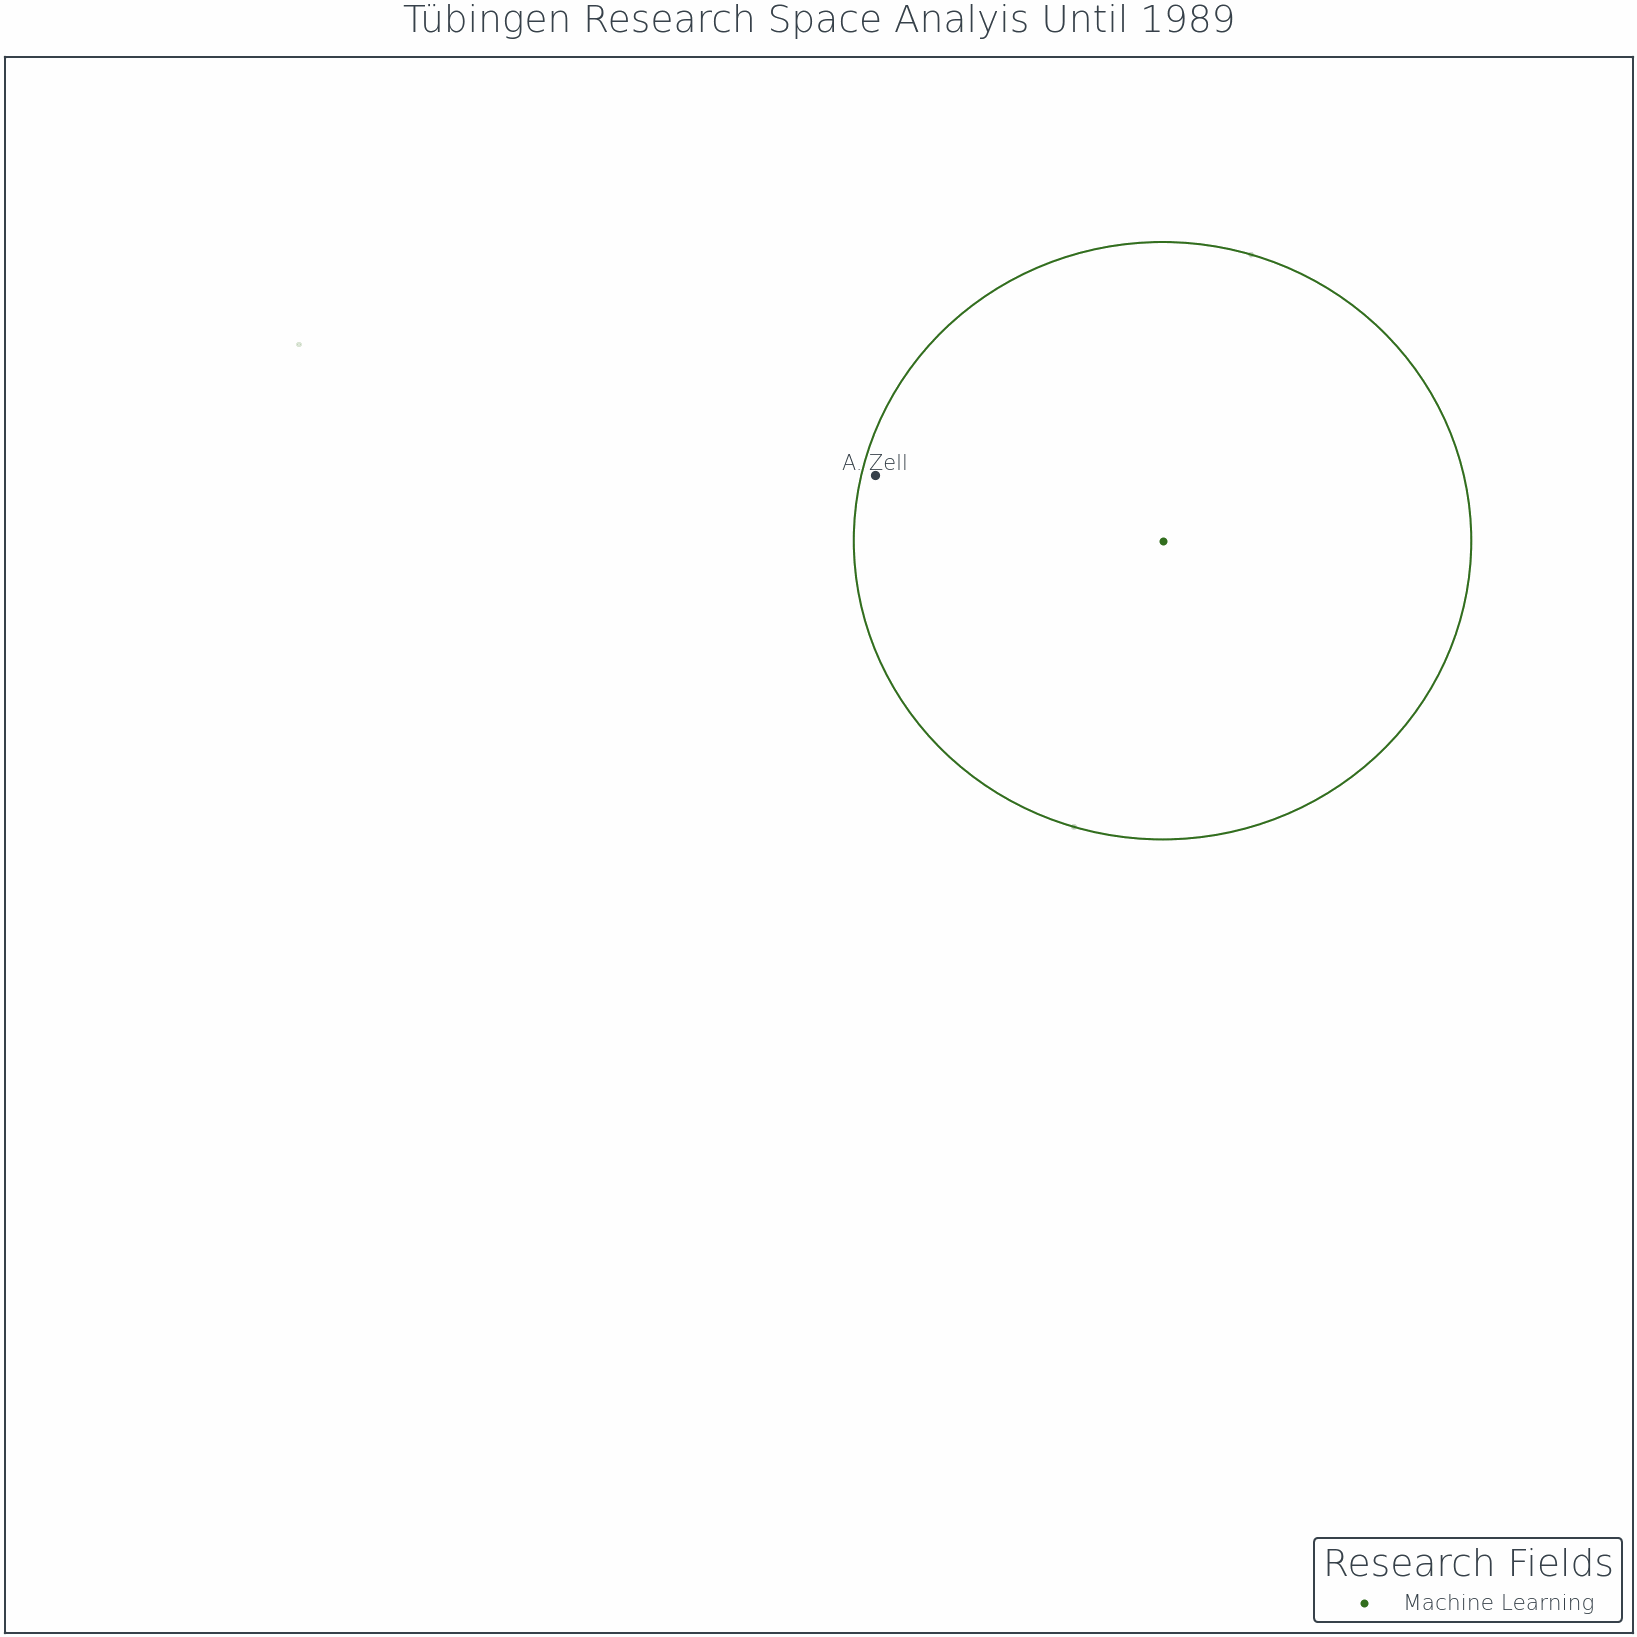 Tübingen Research Space Analyis Until 1989
A. Zell
Research Fields
Machine Learning